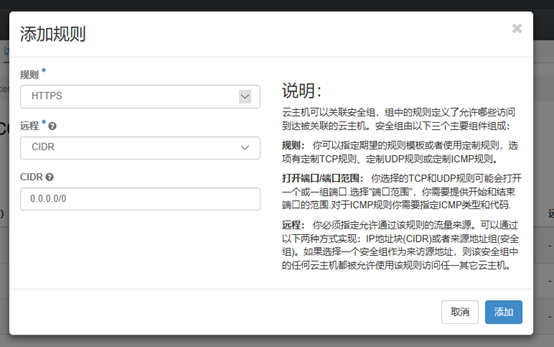 添加规则
×
规则 *
HTTPS
远程 *
CIDR
CIDR
0.0.0.0/0
说明：
云主机可以关联安全组，组中的规则定义了允许哪些访问
到达被关联的云主机。安全组由以下三个主要组件组成：
规则： 你可以指定期望的规则模板或者使用定制规则，选
项有定制TCP规则、定制UDP规则或定制ICMP规则。
打开端口/端口范围： 你选择的TCP和UDP规则可能会打开
一个或一组端口.选择"端口范围"，你需要提供开始和结束
端口的范围.对于ICMP规则你需要指定ICMP类型和代码.
远程： 你必须指定允许通过该规则的流量来源。可以通过
以下两种方式实现：IP地址块(CIDR)或者来源地址组(安全
组)。如果选择一个安全组作为来访源地址，则该安全组中
的任何云主机都被允许使用该规则访问任一其它云主机。
取消
添加